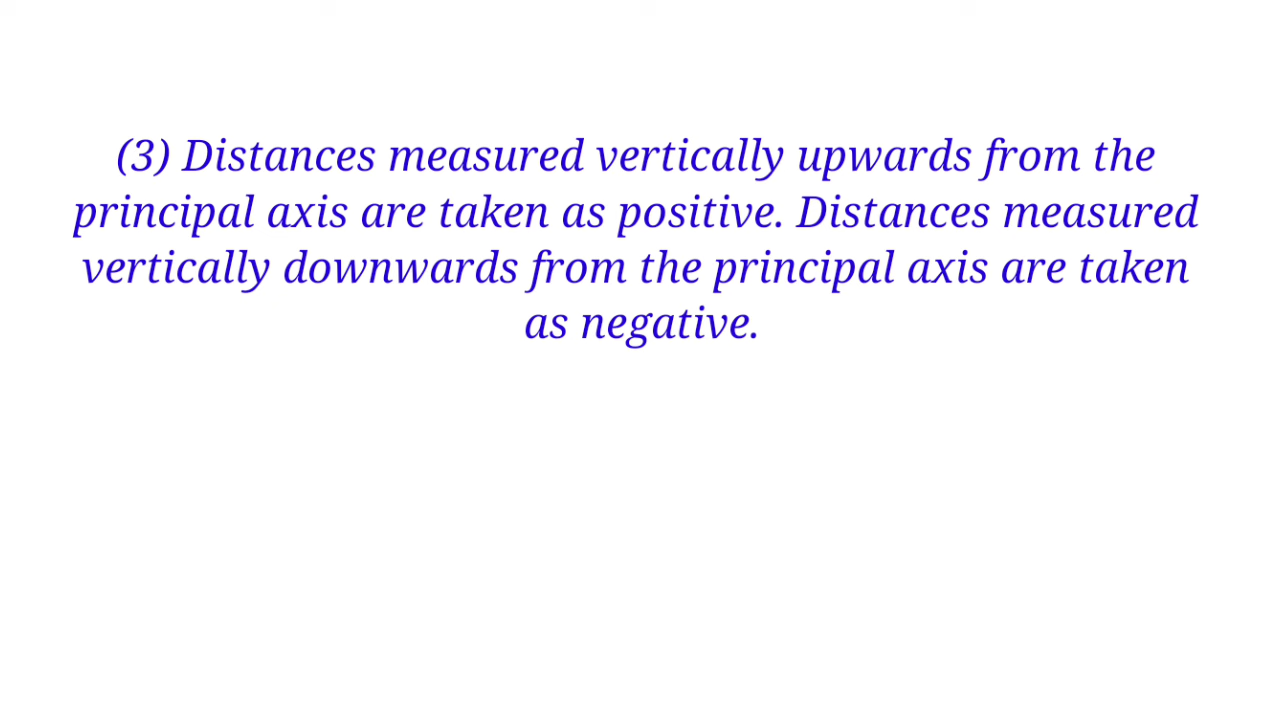 (3) Distances measured vertically upwards from the
principal axis are taken as positive. Distances measured
vertically downwards from the principal axis are taken
as negative.